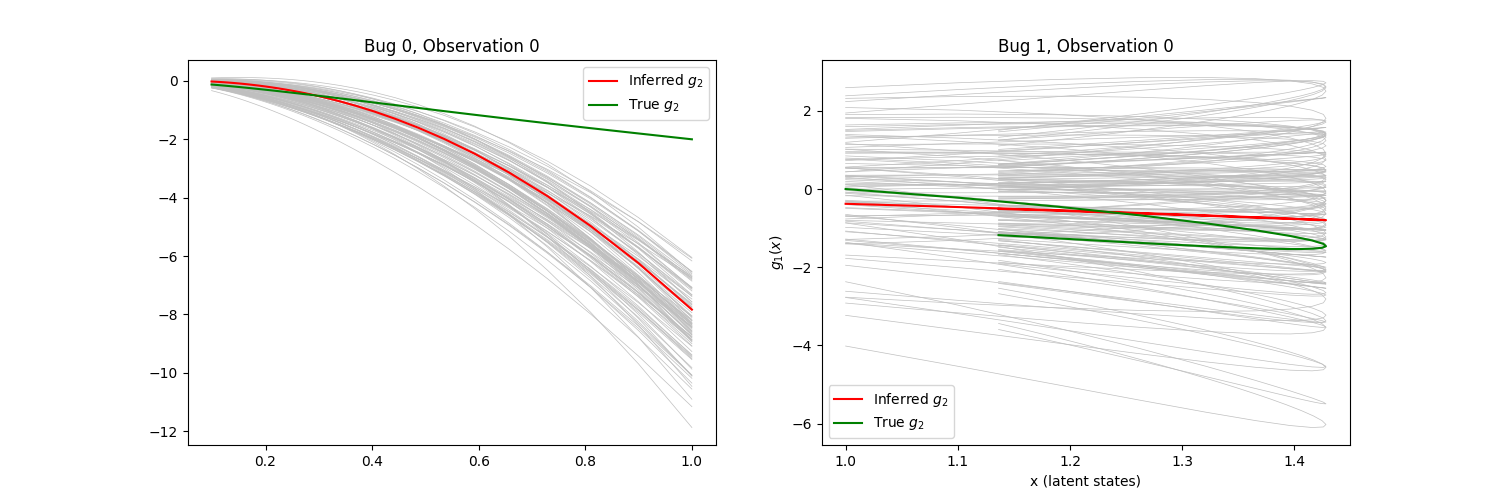 Bug 0, Observation 0
Inferred g₂
True g₂
0
−2
−4
−6
−8
−10
−12
0.2
0.4
0.6
0.8
1.0
Bug 1, Observation 0
g₁(x)
2
0
−2
−4
−6
Inferred g₂
True g₂
1.0
1.1
1.2
1.3
1.4
x (latent states)